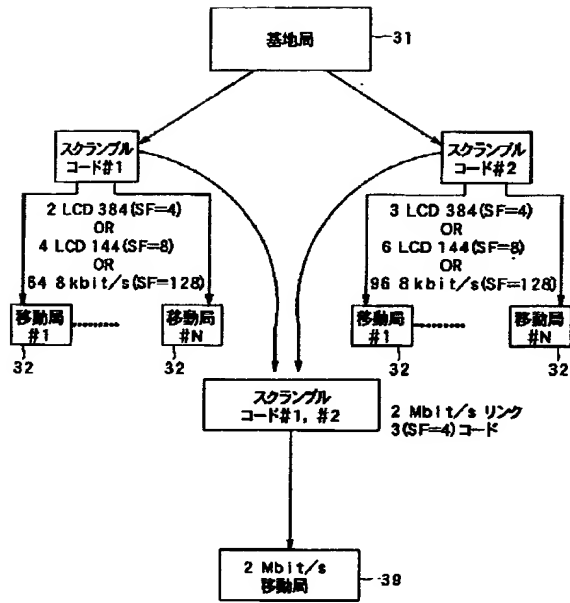 基地局
31
スクランブル
コード#1
スクランブル
コード#2
2 LCD 384(SF=4)
OR
4 LCD 144(SF=8)
OR
64 8 kbit/s(SF=128)
3 LCD 384(SF=4)
OR
6 LCD 144(SF=8)
OR
96 8 kbit/s(SF=128)
移動局
#1
移動局
#N
移動局
#1
移動局
#N
32
32
32
32
スクランブル
コード#1, #2
2 Mbit/s リンク
3(SF=4)コード
2 Mbit/s
移動局
39